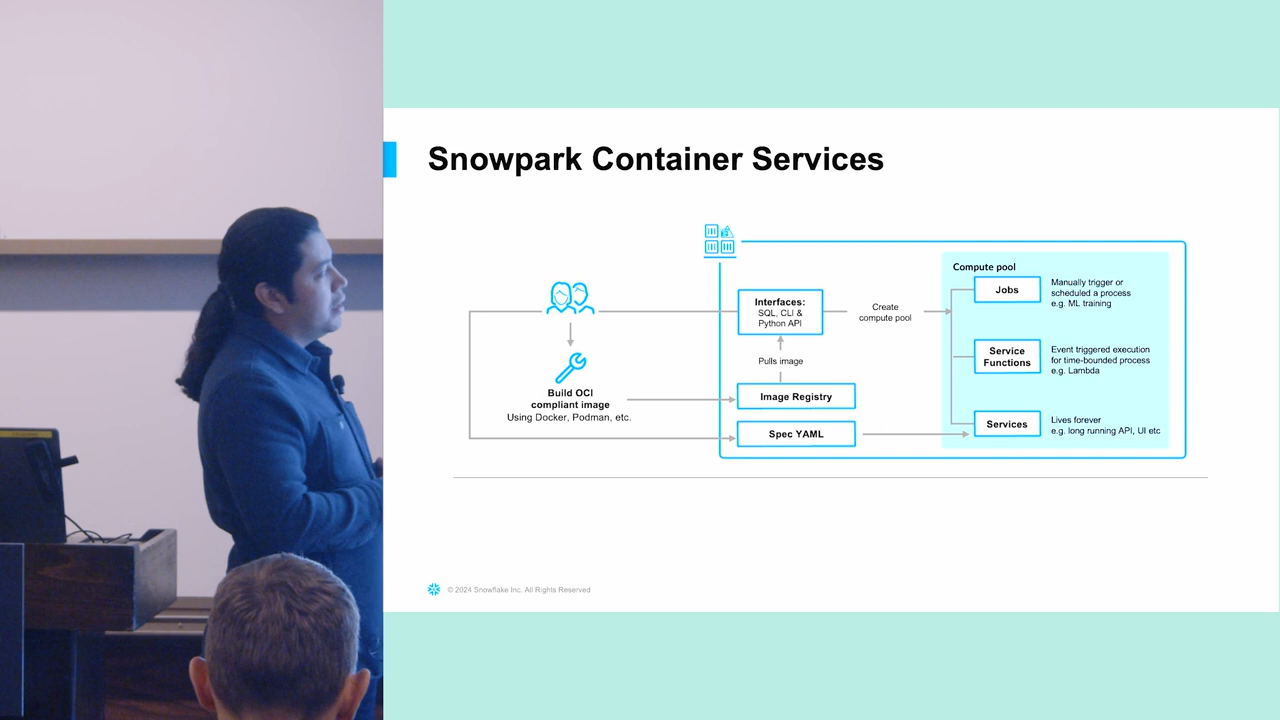 Snowpark Container Services
Interfaces:
SQL, CLI &
Python API
Create
compute pool
Compute pool
Jobs
Manually trigger or
scheduled a process
e.g. ML training
Pulls image
Service
Functions
Event triggered execution
for time-bounded process
e.g. Lambda
Build OCI
compliant image
Using Docker, Podman, etc.
Image Registry
Spec YAML
Services
Lives forever
e.g. long running API, UI etc
© 2024 Snowflake Inc. All Rights Reserved